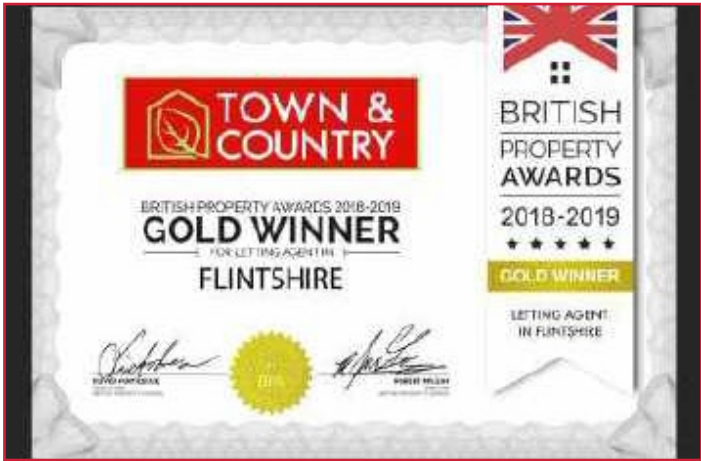 TOWN &
COUNTRY
BRITISH PROPERTY AWARDS 2018-2019
GOLD WINNER
FOR LETTING AGENT IN
FLINTSHIRE
BRITISH
PROPERTY
AWARDS
2018-2019
GOLD WINNER
LETTING AGENT
IN FLINTSHIRE